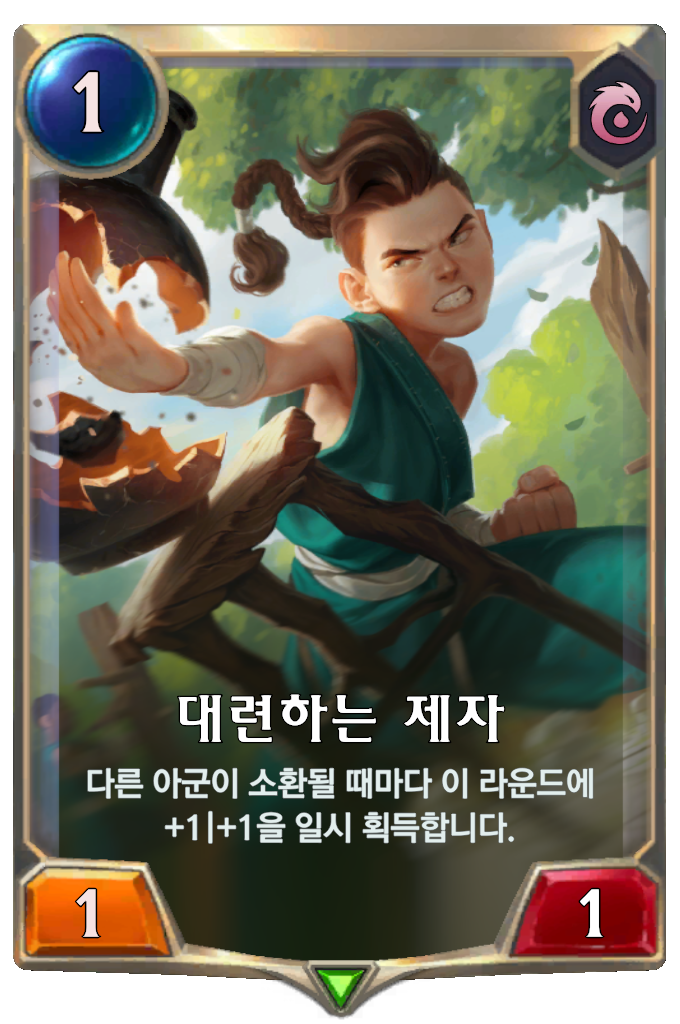 1
대련하는 제자
다른 아군이 소환될 때마다 이 라운드에
+1|+1을 일시 획득합니다.
1 1